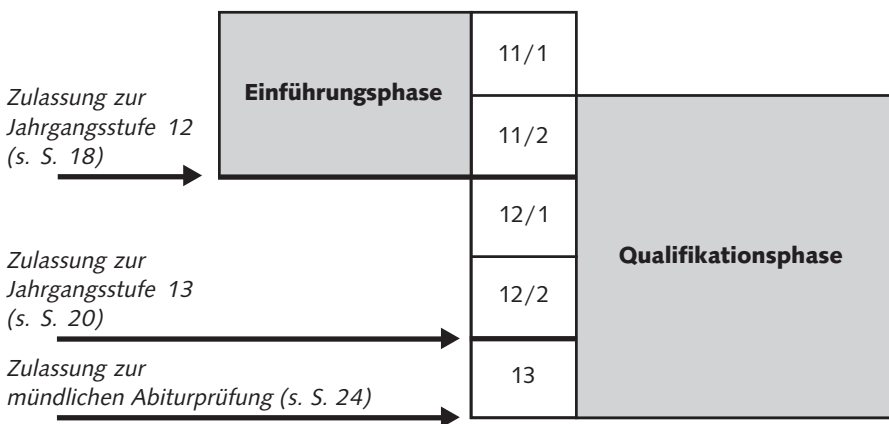 11/1
Einführungsphase
Zulassung zur
Jahrgangsstufe 12
(s. S. 18)
11/2
12/1
Qualifikationsphase
Zulassung zur
Jahrgangsstufe 13
(s. S. 20)
12/2
Zulassung zur
mündlichen Abiturprüfung (s. S. 24)
13